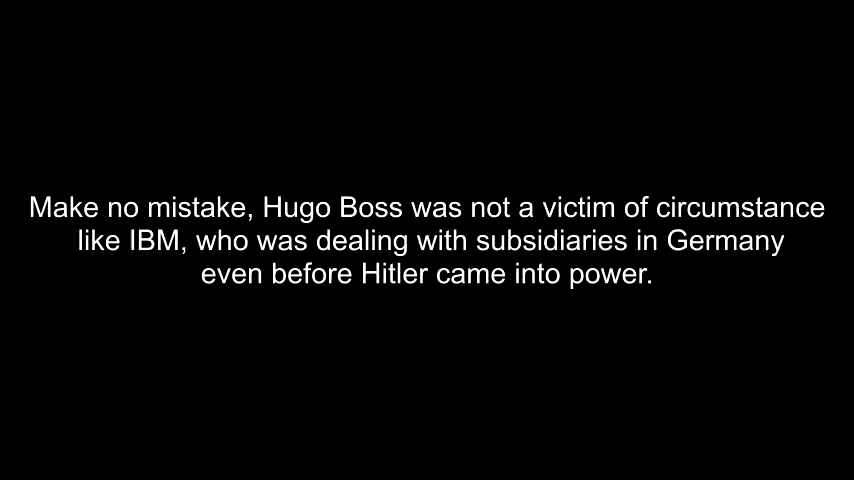 Make no mistake, Hugo Boss was not a victim of circumstance
like IBM, who was dealing with subsidiaries in Germany
even before Hitler came into power.